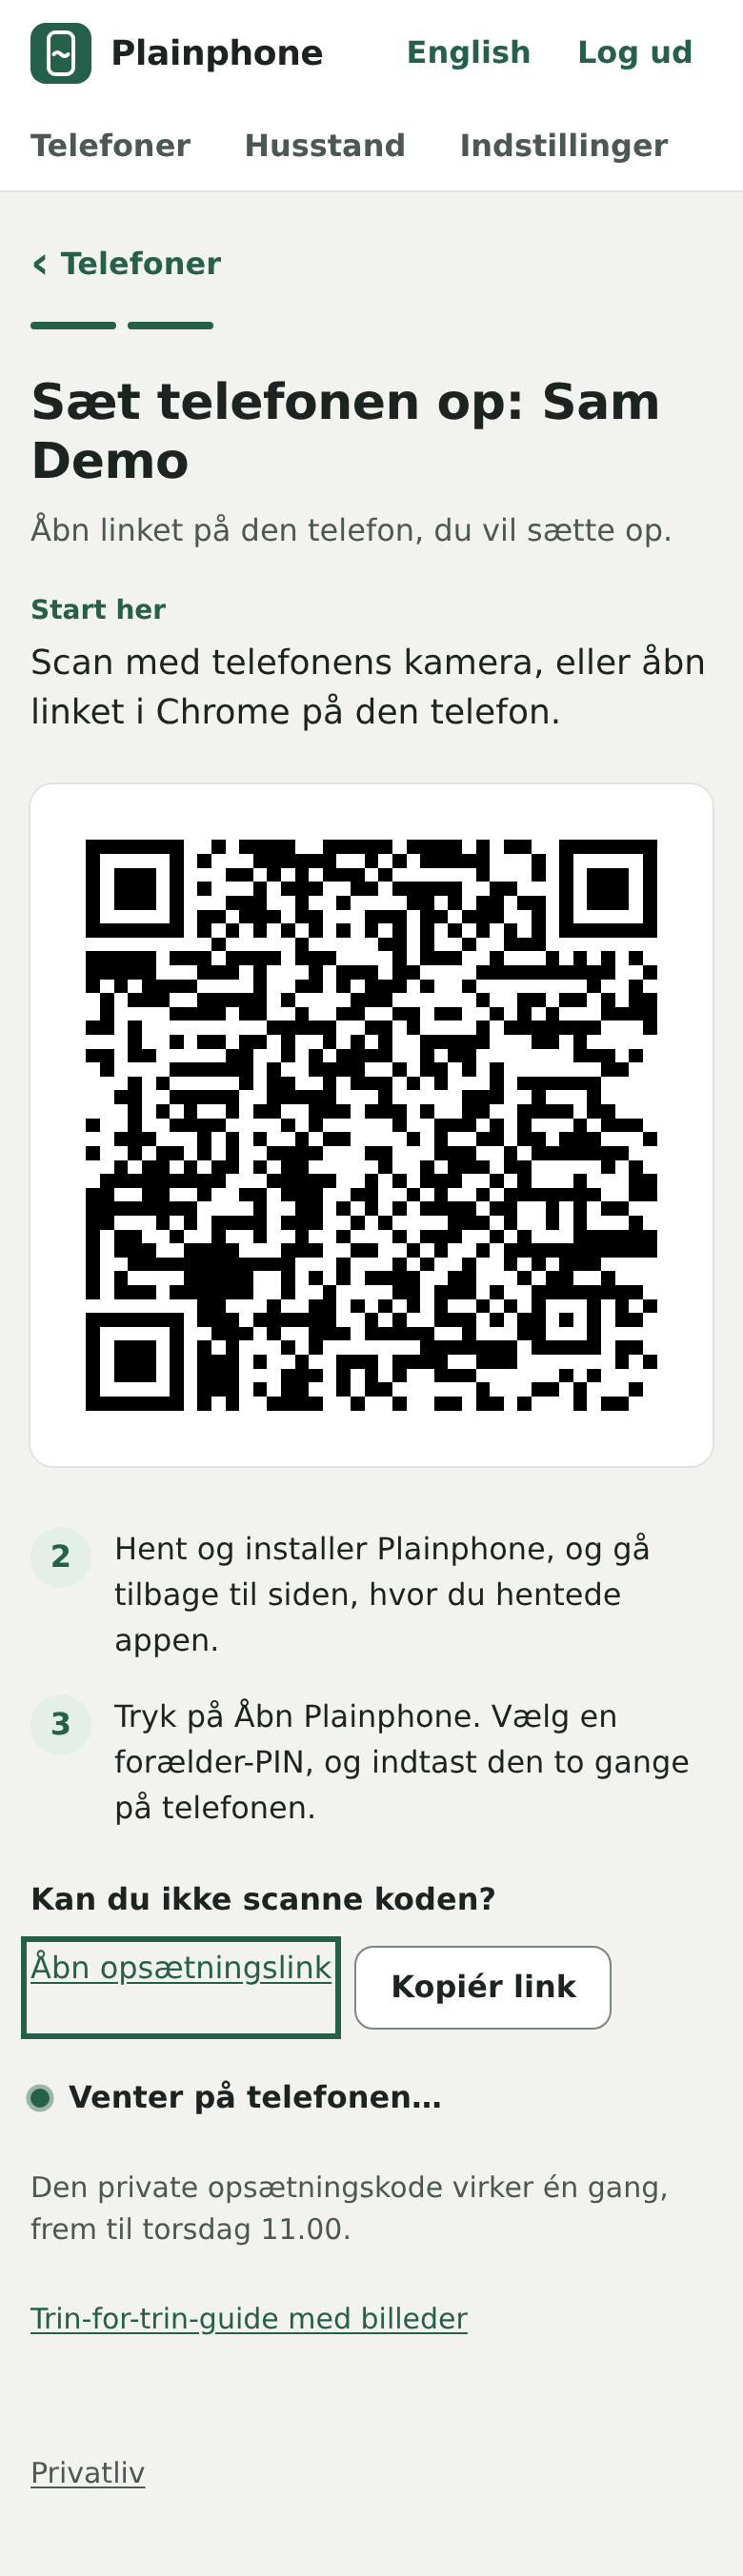 Plainphone
English
Log ud
Telefoner
Husstand
Indstillinger
‹ Telefoner
Sæt telefonen op: Sam
Demo
Åbn linket på den telefon, du vil sætte op.
Start her
Scan med telefonens kamera, eller åbn
linket i Chrome på den telefon.
2
Hent og installer Plainphone, og gå
tilbage til siden, hvor du hentede
appen.
3
Tryk på Åbn Plainphone. Vælg en
forælder-PIN, og indtast den to gange
på telefonen.
Kan du ikke scanne koden?
Åbn opsætningslink
Kopiér link
Venter på telefonen…
Den private opsætningskode virker én gang,
frem til torsdag 11.00.
Trin-for-trin-guide med billeder
Privatliv